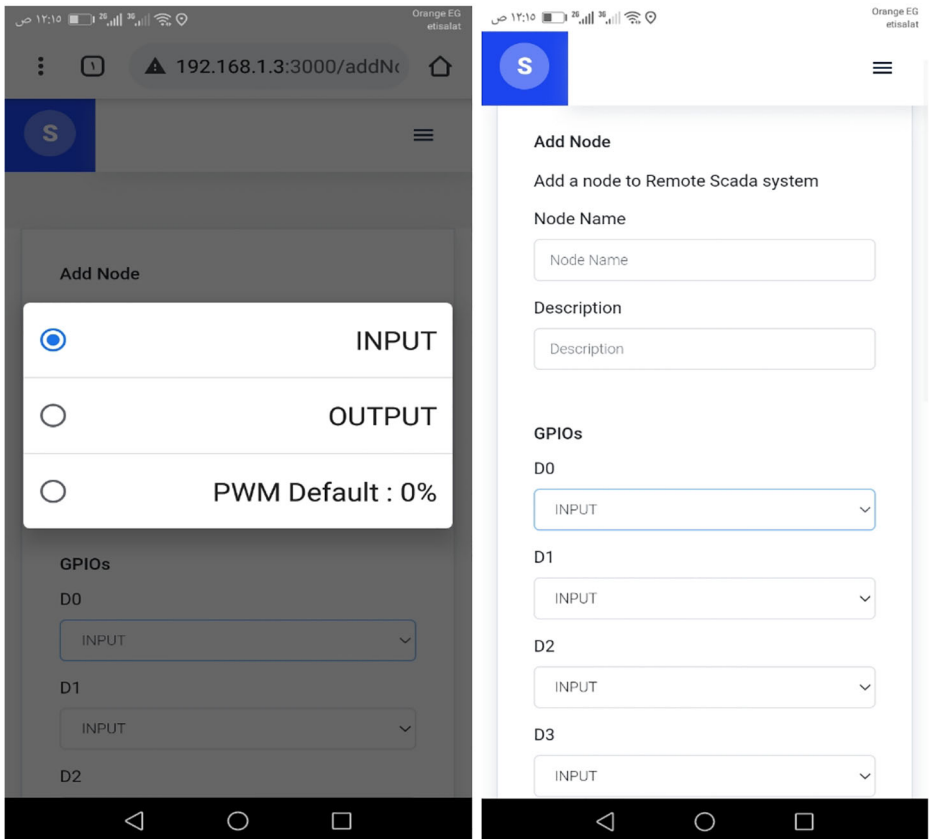 ص ١٢:١٥
Orange EG
etisalat
١
192.168.1.3:3000/addNo
S
Add Node
INPUT
OUTPUT
PWM Default : 0%
GPIOs
D0
INPUT
D1
INPUT
D2
ص ١٢:١٥
Orange EG
etisalat
S
Add Node
Add a node to Remote Scada system
Node Name
Node Name
Description
Description
GPIOs
D0
INPUT
D1
INPUT
D2
INPUT
D3
INPUT